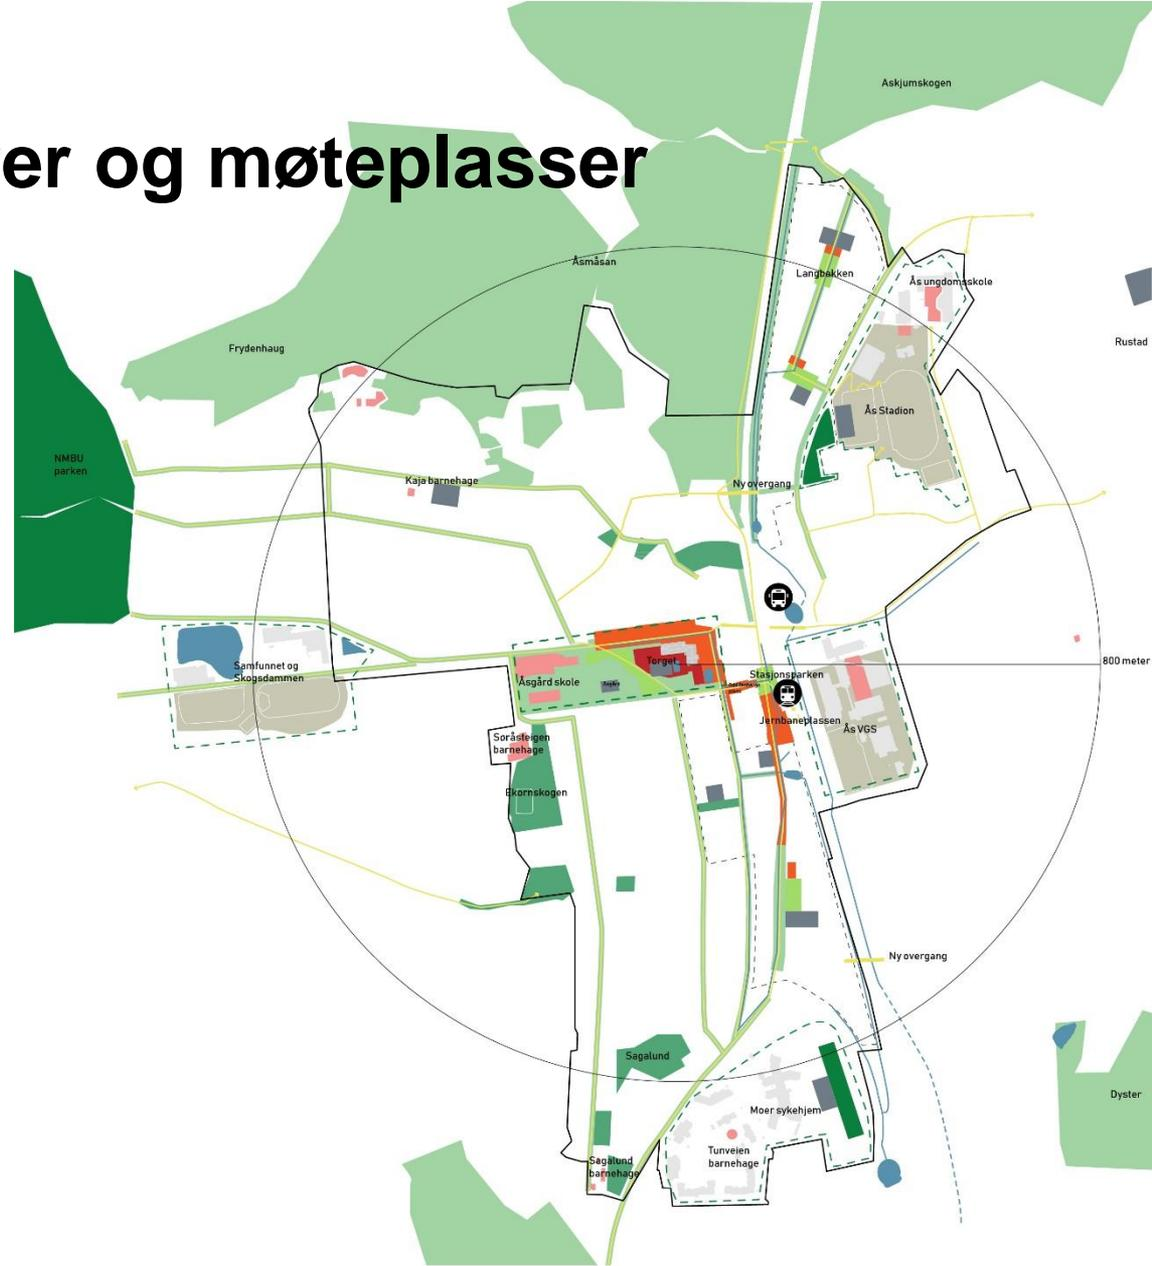 Askjumskogen
er og møteplasser
Åsmåsan
Langbakken
Ås ungdomsskole
Frydenhaug
Rustad
Ås Stadion
NMBU
parken
Kaja barnehage
Ny overgang
Samfunnet og
Skogsdammen
Torget
800 meter
Åsgård skole
Stasjonsparken
Jernbaneplassen
Ås VGS
Søråsteigen
barnehage
Ekornskogen
Ny overgang
Sagalund
Dyster
Moer sykehjem
Tunveien
barnehage
Sagalund
barnehage